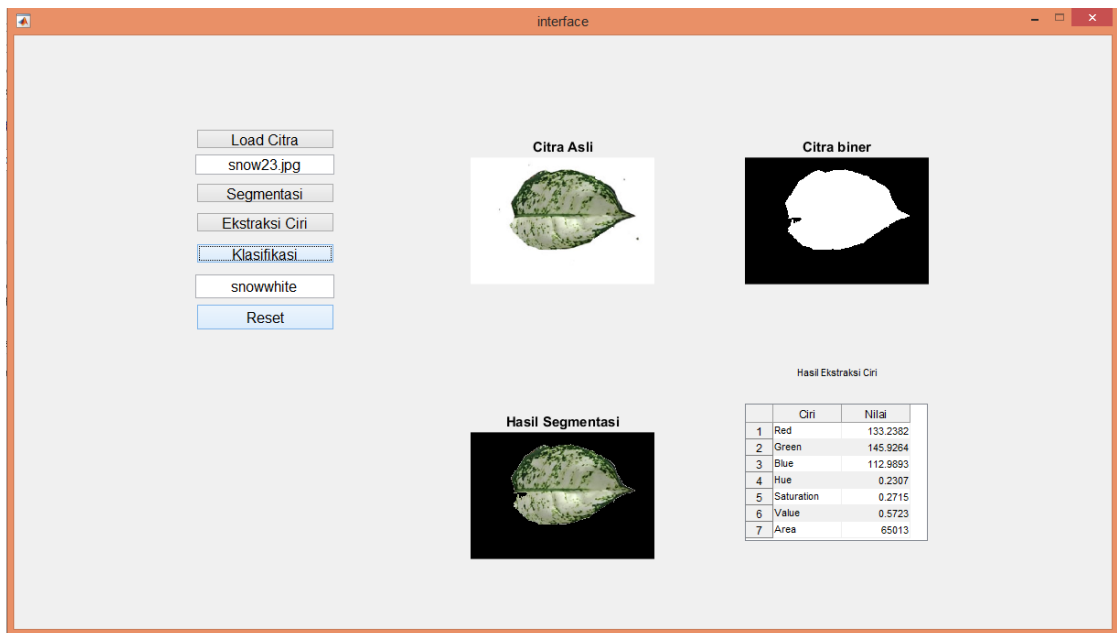 interface
Load Citra
snow23.jpg
Segmentasi
Ekstraksi Ciri
Klasifikasi
snowwhite
Reset
Citra Asli
Citra biner
Hasil Segmentasi
Hasil Ekstraksi Ciri
Ciri Nilai
1 Red 133.2382
2 Green 145.9264
3 Blue 112.9893
4 Hue 0.2307
5 Saturation 0.2715
6 Value 0.5723
7 Area 65013